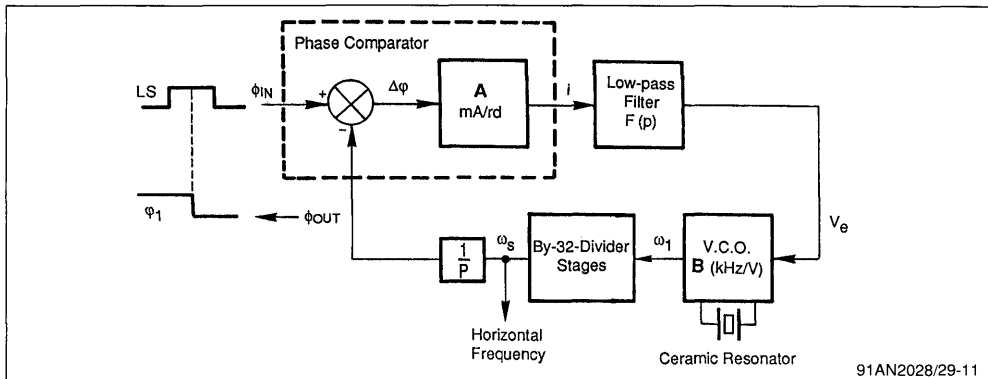 Phase Comparator
LS
ϕIN
+
−
Δφ
A
mA/rd
i
Low-pass
Filter
F (p)
φ1
ϕOUT
Ve
1
P
ωs
By-32-Divider
Stages
ω1
V.C.O.
B (kHz/V)
Horizontal
Frequency
Ceramic Resonator
91AN2028/29-11